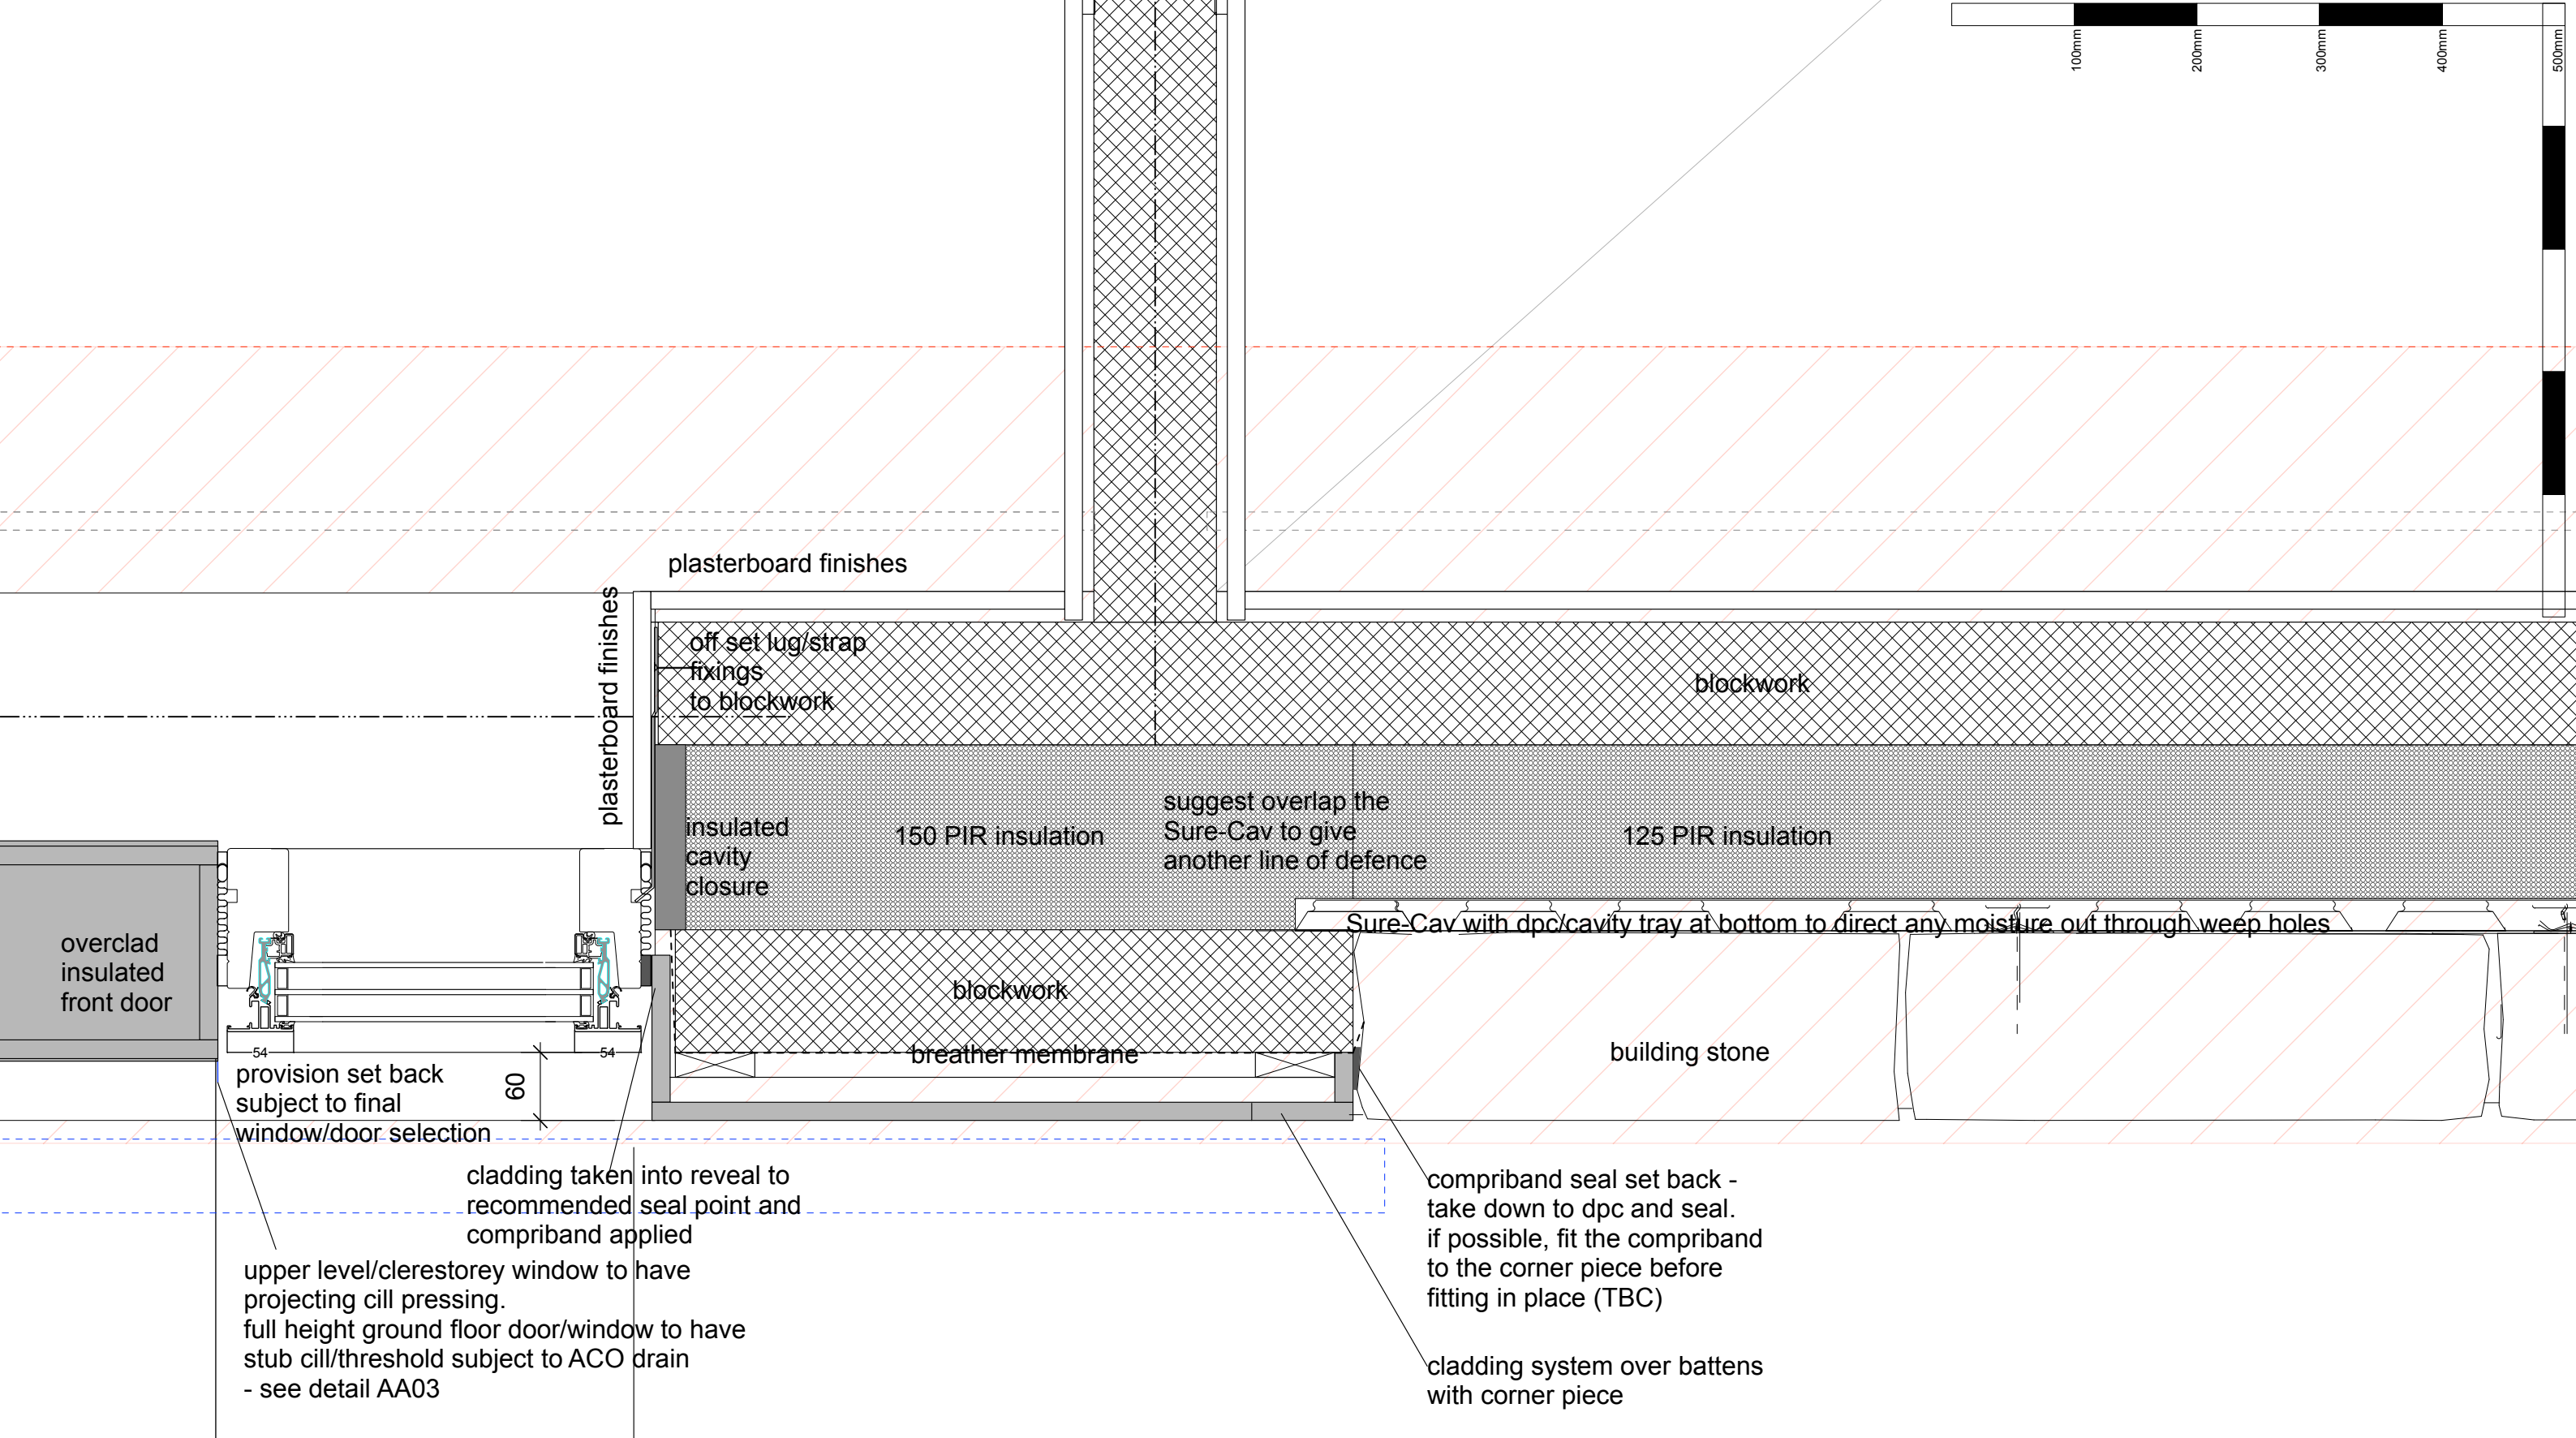 100mm
200mm
300mm
400mm
500mm
plasterboard finishes
plasterboard finishes
off set lug/strap
fixings
to blockwork
blockwork
insulated
cavity
closure
150 PIR insulation
suggest overlap the
Sure-Cav to give
another line of defence
125 PIR insulation
Sure-Cav with dpc/cavity tray at bottom to direct any moisture out through weep holes
overclad
insulated
front door
blockwork
breather membrane
building stone
54
54
60
provision set back
subject to final
window/door selection
cladding taken into reveal to
recommended seal point and
compriband applied
upper level/clerestorey window to have
projecting cill pressing.
full height ground floor door/window to have
stub cill/threshold subject to ACO drain
- see detail AA03
compriband seal set back -
take down to dpc and seal.
if possible, fit the compriband
to the corner piece before
fitting in place (TBC)
cladding system over battens
with corner piece